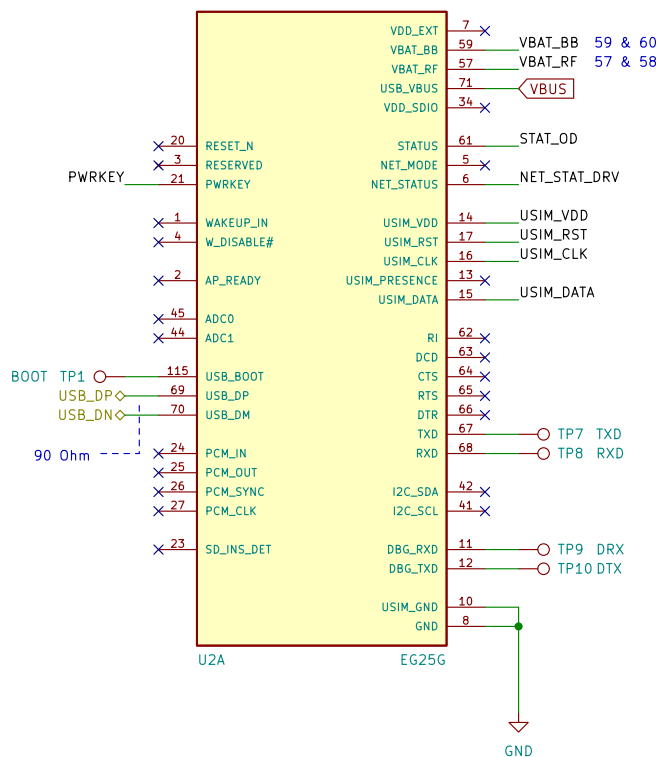 7 VDD_EXT
59 VBAT_BB VBAT_BB 59 & 60
57 VBAT_RF VBAT_RF 57 & 58
71 USB_VBUS VBUS
34 VDD_SDIO
20 RESET_N STATUS 61 STAT_OD
3 RESERVED NET_MODE 5
PWRKEY 21 PWRKEY NET_STATUS 6 NET_STAT_DRV
1 WAKEUP_IN USIM_VDD 14 USIM_VDD
4 W_DISABLE# USIM_RST 17 USIM_RST
USIM_CLK 16 USIM_CLK
2 AP_READY USIM_PRESENCE 13
USIM_DATA 15 USIM_DATA
45 ADC0
44 ADC1 RI 62
DCD 63
BOOT TP1 115 USB_BOOT CTS 64
USB_DP 69 USB_DP RTS 65
USB_DN 70 USB_DM DTR 66
TXD 67 TP7 TXD
90 Ohm 24 PCM_IN RXD 68 TP8 RXD
25 PCM_OUT
26 PCM_SYNC I2C_SDA 42
27 PCM_CLK I2C_SCL 41
23 SD_INS_DET DBG_RXD 11 TP9 DRX
DBG_TXD 12 TP10 DTX
USIM_GND 10
GND 8
U2A EG25G
GND